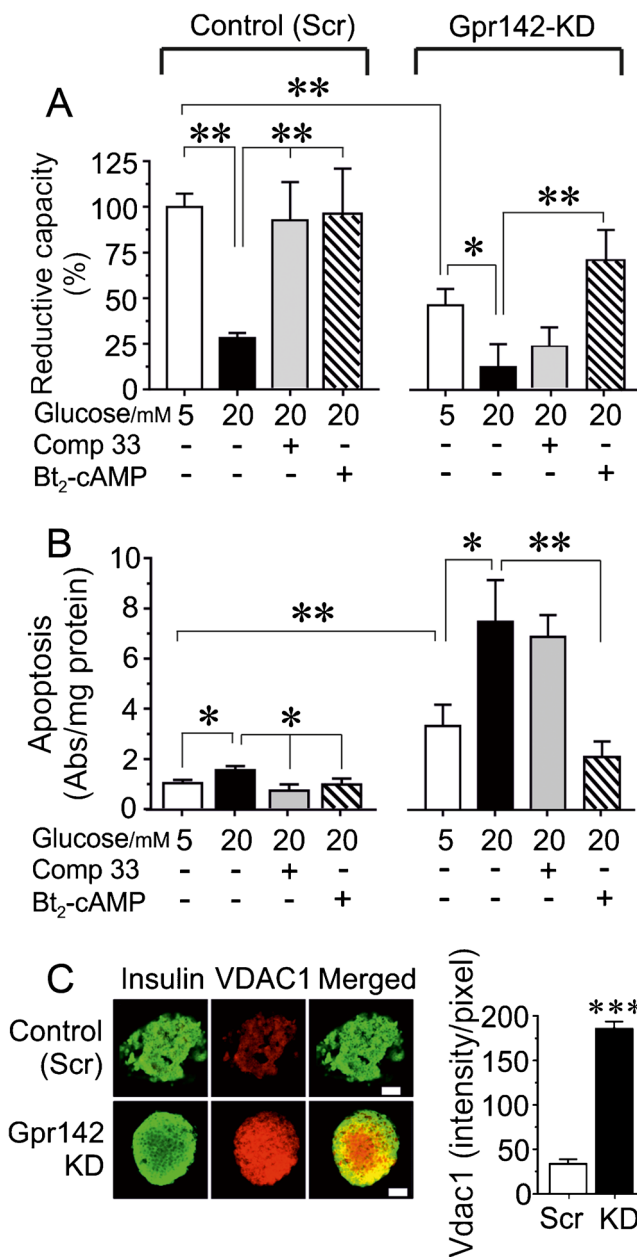 Control (Scr) Gpr142-KD
A
** 
** ** ** *
Reductive capacity
(%)
125
100
75
50
25
0
Glucose/mM 5 20 20 20 5 20 20 20
Comp 33 - - + - - + 
Bt₂-cAMP - - - + - - - +
B
* **
**
* *
Apoptosis
(Abs/mg protein)
10
8
6
4
2
0
Glucose/mM 5 20 20 20 5 20 20 20
Comp 33 - - + - - +
Bt₂-cAMP - - - + - - - +
C
Insulin VDAC1 Merged
Control
(Scr)
Gpr142
KD
Vdac1 (intensity/pixel)
200
150
100
50
0
***
Scr KD